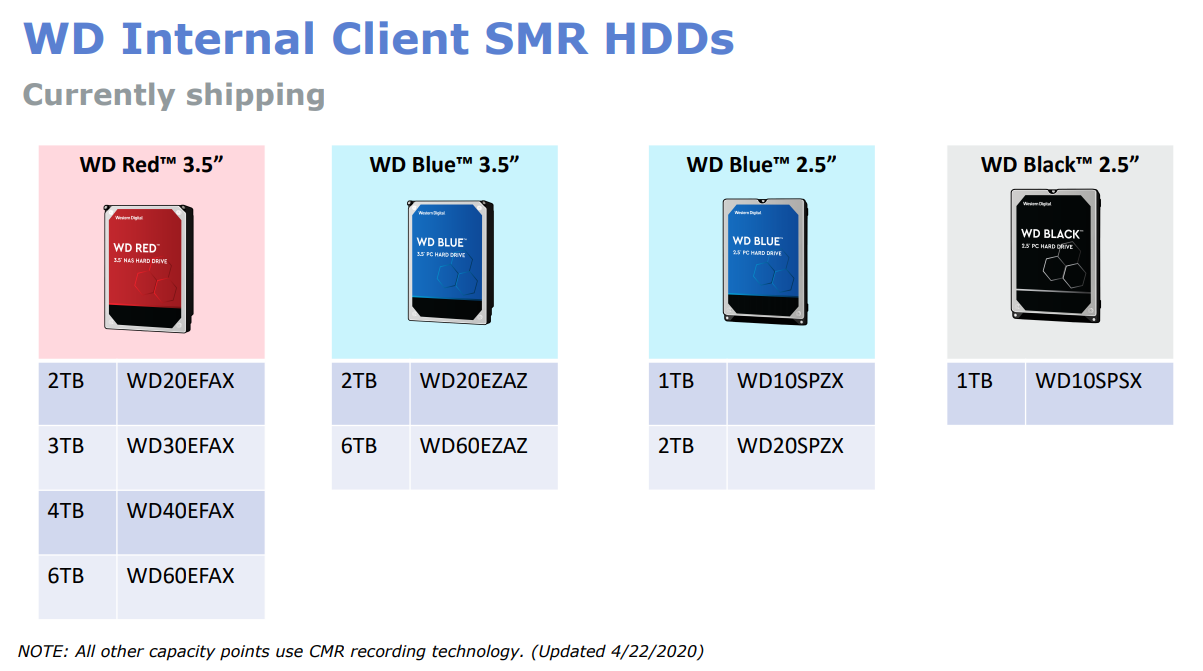 WD Internal Client SMR HDDs
Currently shipping
WD Red™ 3.5”
Western Digital
WD RED™
3.5" NAS HARD DRIVE
2TB WD20EFAX
3TB WD30EFAX
4TB WD40EFAX
6TB WD60EFAX
WD Blue™ 3.5”
Western Digital
WD BLUE™
3.5" PC HARD DRIVE
2TB WD20EZAZ
6TB WD60EZAZ
WD Blue™ 2.5”
Western Digital
WD BLUE™
2.5" PC HARD DRIVE
1TB WD10SPZX
2TB WD20SPZX
WD Black™ 2.5”
Western Digital
WD BLACK™
2.5" PC HARD DRIVE
1TB WD10SPSX
NOTE: All other capacity points use CMR recording technology. (Updated 4/22/2020)